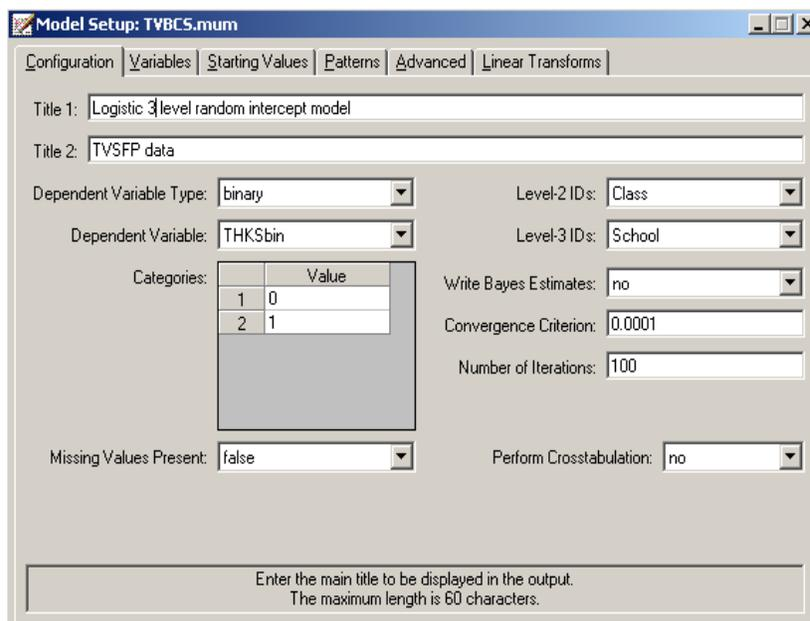 Model Setup: TVBCS.mum
Configuration Variables Starting Values Patterns Advanced Linear Transforms
Title 1: Logistic 3 level random intercept model
Title 2: TVSFP data
Dependent Variable Type: binary
Level-2 IDs: Class
Dependent Variable: THKSbin
Level-3 IDs: School
Categories:
Value
1 0
2 1
Write Bayes Estimates: no
Convergence Criterion: 0.0001
Number of Iterations: 100
Missing Values Present: false
Perform Crosstabulation: no
Enter the main title to be displayed in the output.
The maximum length is 60 characters.